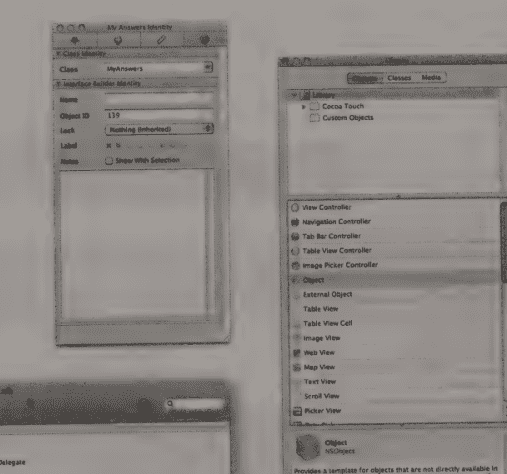 My Answers Identity
Class Identity
Class MyAnswers
Interface Builder Identity
Name
Object ID 139
Lock Nothing (Inherited)
Label
Notes Show With Selection
Objects Classes Media
Library
Cocoa Touch
Custom Objects
View Controller
Navigation Controller
Tab Bar Controller
Table View Controller
Image Picker Controller
Object
External Object
Table View
Table View Cell
Image View
Web View
Map View
Text View
Scroll View
Picker View
Object
NSObject
Provides a template for objects that are not directly available in
Delegate